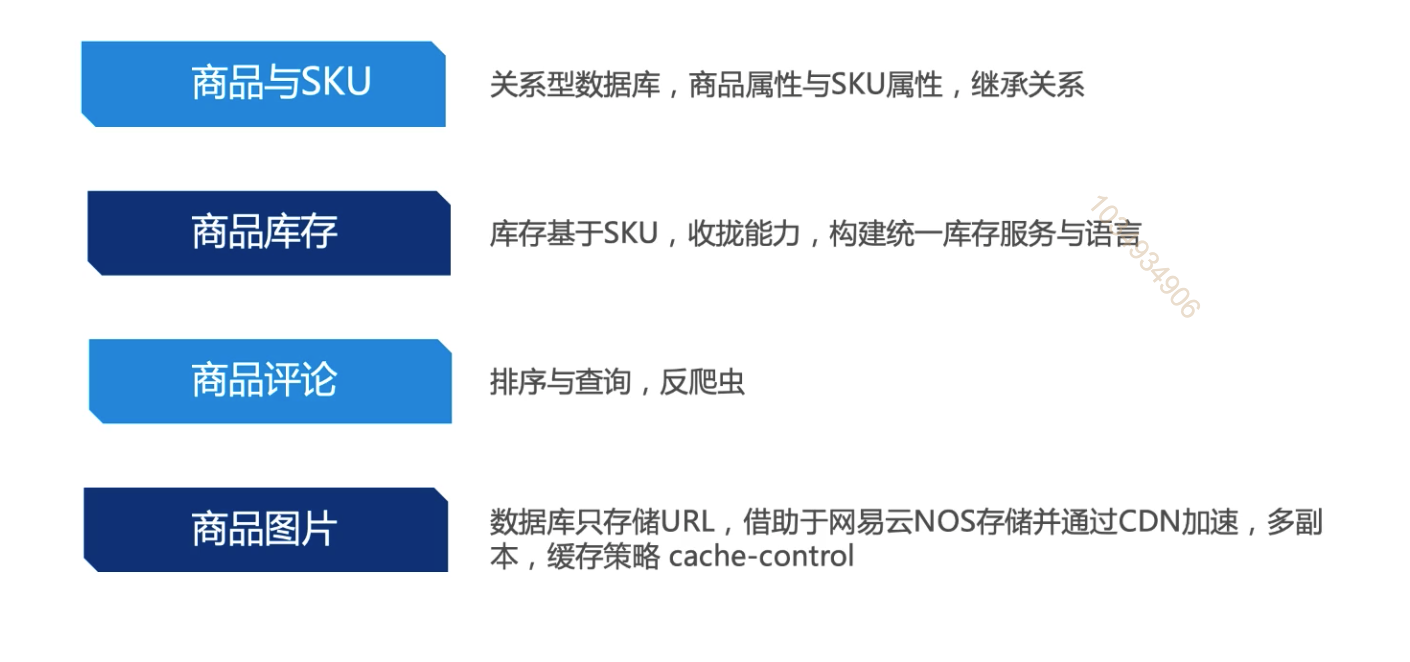 商品与SKU
关系型数据库，商品属性与SKU属性，继承关系
商品库存
库存基于SKU，收拢能力，构建统一库存服务与语言
商品评论
排序与查询，反爬虫
商品图片
数据库只存储URL，借助于网易云NOS存储并通过CDN加速，多副
本，缓存策略 cache-control